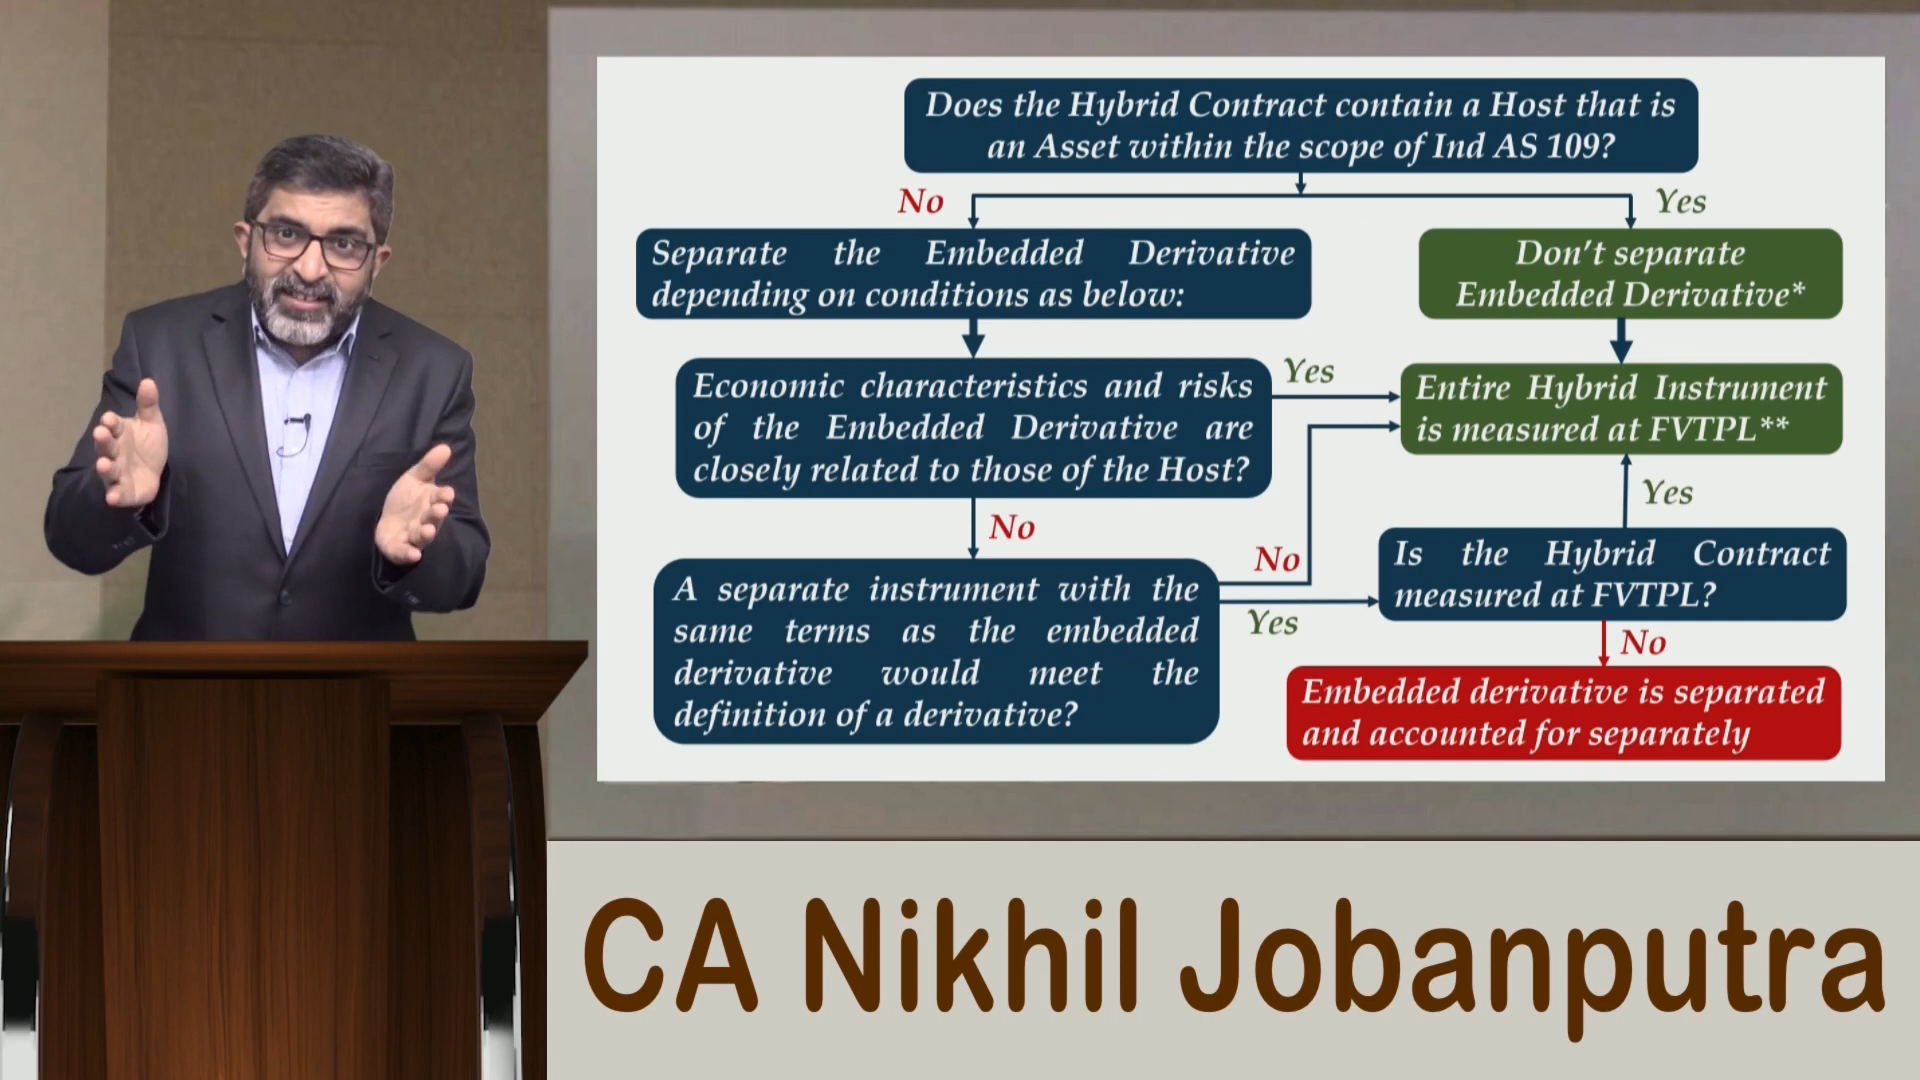 Does the Hybrid Contract contain a Host that is
an Asset within the scope of Ind AS 109?
No
Yes
Separate the Embedded Derivative
depending on conditions as below:
Don't separate
Embedded Derivative*
Economic characteristics and risks
of the Embedded Derivative are
closely related to those of the Host?
Yes
Entire Hybrid Instrument
is measured at FVTPL**
No
Yes
A separate instrument with the
same terms as the embedded
derivative would meet the
definition of a derivative?
No
Yes
Is the Hybrid Contract
measured at FVTPL?
No
Embedded derivative is separated
and accounted for separately
CA Nikhil Jobanputra